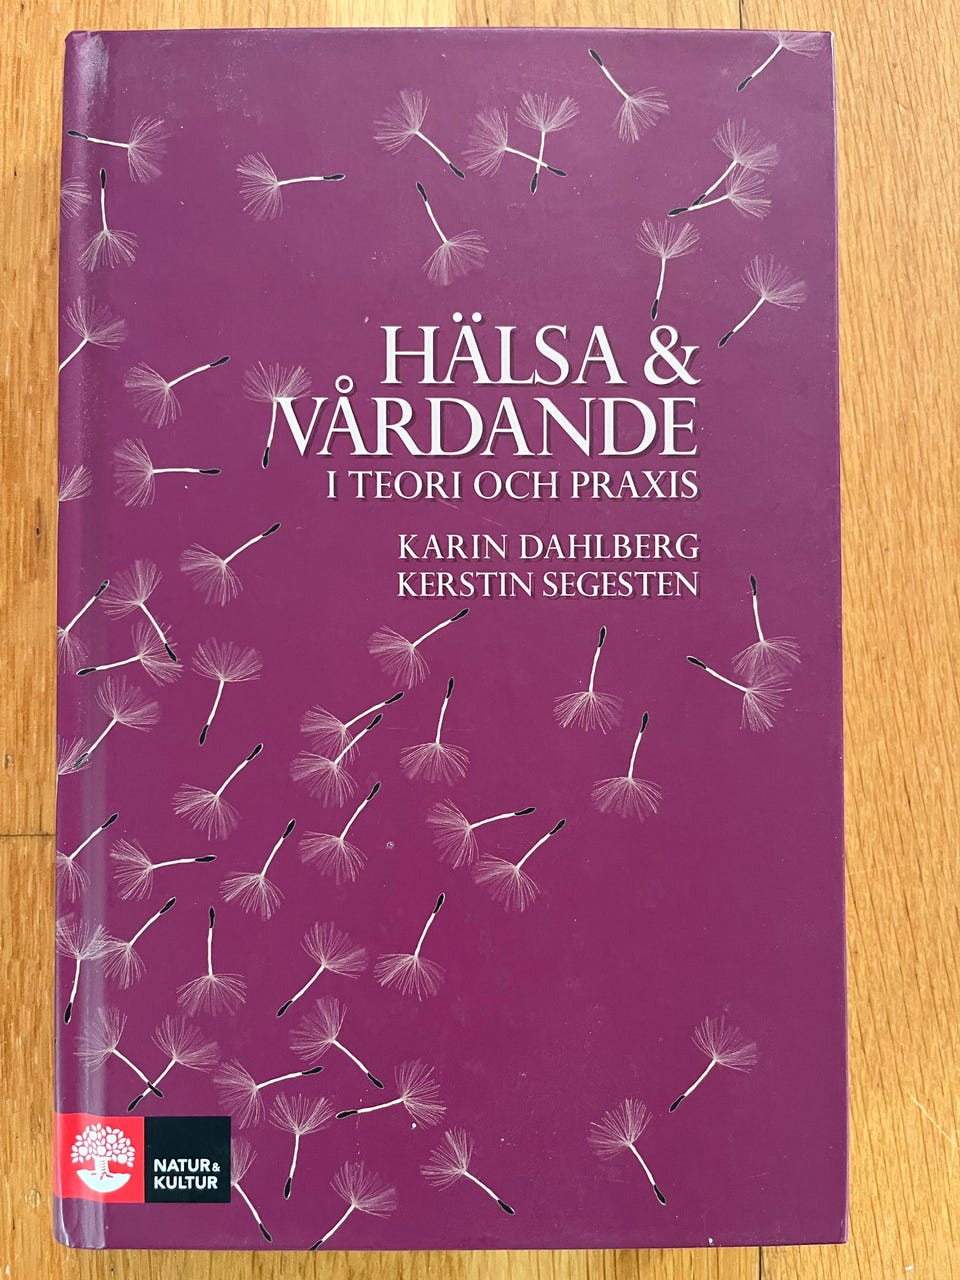 HÄLSA &
VÅRDANDE
I TEORI OCH PRAXIS
KARIN DAHLBERG
KERSTIN SEGESTEN
NATUR &
KULTUR